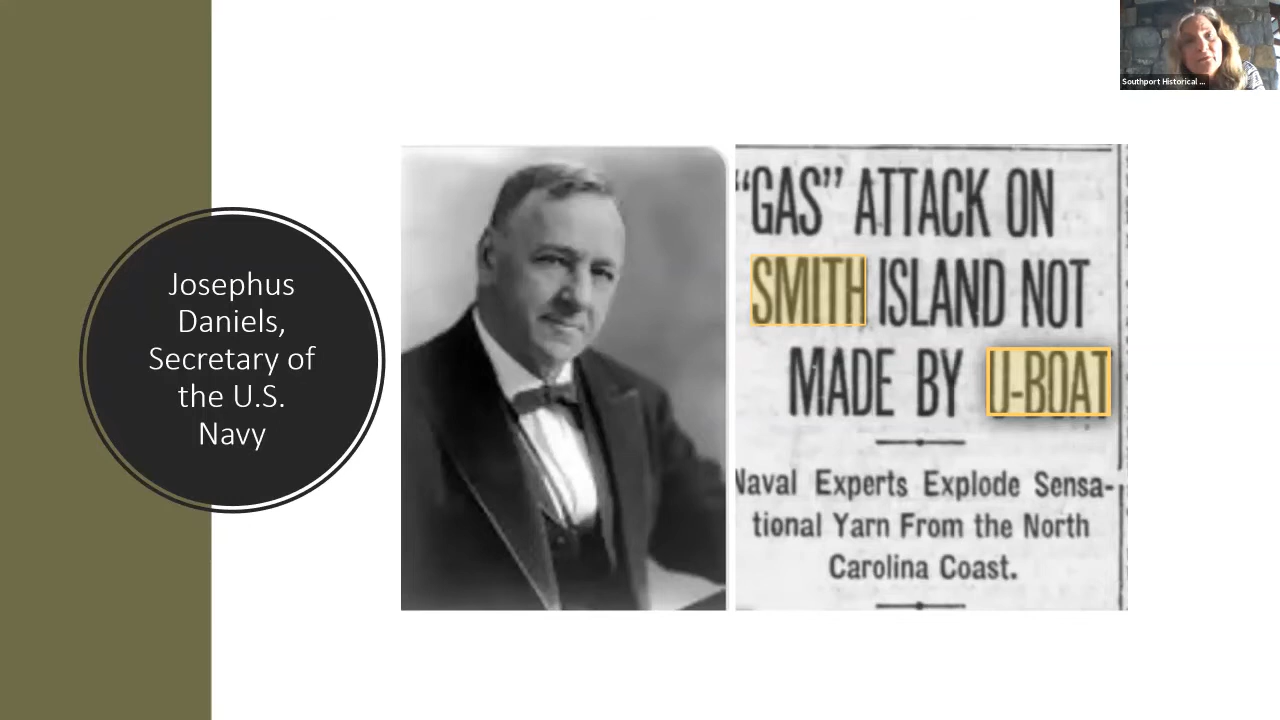 Southport Historical ...
Josephus
Daniels,
Secretary of
the U.S.
Navy
"GAS" ATTACK ON
SMITH ISLAND NOT
MADE BY U-BOAT
Naval Experts Explode Sensa-
tional Yarn From the North
Carolina Coast.